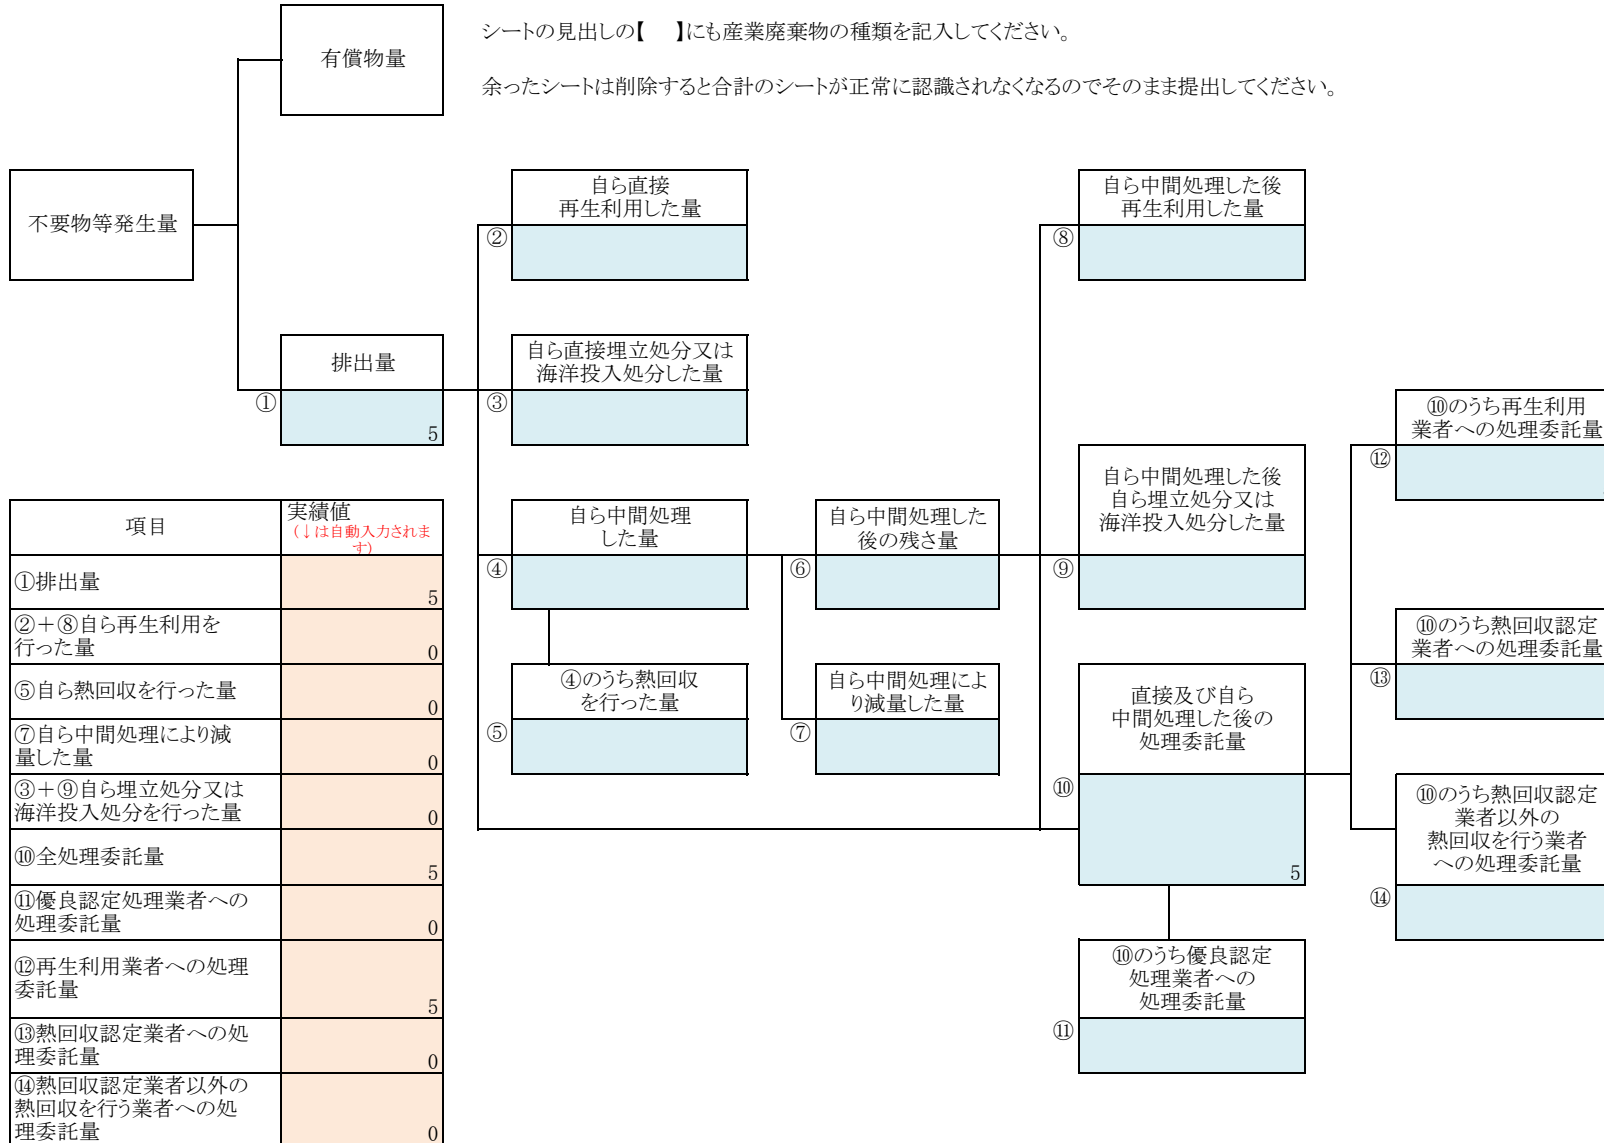 有償物量
シートの見出しの【　】にも産業廃棄物の種類を記入してください。
余ったシートは削除すると合計のシートが正常に認識されなくなるのでそのまま提出してください。
不要物等発生量
自ら直接
再生利用した量
②
自ら中間処理した後
再生利用した量
⑧
排出量
①
5
自ら直接埋立処分又は
海洋投入処分した量
③
⑩のうち再生利用
業者への処理委託量
⑫
自ら中間処理
した量
④
自ら中間処理した
後の残さ量
⑥
自ら中間処理した後
自ら埋立処分又は
海洋投入処分した量
⑨
⑩のうち熱回収認定
業者への処理委託量
⑬
④のうち熱回収
を行った量
⑤
自ら中間処理によ
り減量した量
⑦
直接及び自ら
中間処理した後の
処理委託量
⑩
5
⑩のうち熱回収認定
業者以外の
熱回収を行う業者
への処理委託量
⑭
⑩のうち優良認定
処理業者への
処理委託量
⑪
項目
実績値
(↓は自動入力されま
す)
①排出量
5
②＋⑧自ら再生利用を
行った量
0
⑤自ら熱回収を行った量
0
⑦自ら中間処理により減
量した量
0
③＋⑨自ら埋立処分又は
海洋投入処分を行った量
0
⑩全処理委託量
5
⑪優良認定処理業者への
処理委託量
0
⑫再生利用業者への処理
委託量
5
⑬熱回収認定業者への処
理委託量
0
⑭熱回収認定業者以外の
熱回収を行う業者への処
理委託量
0